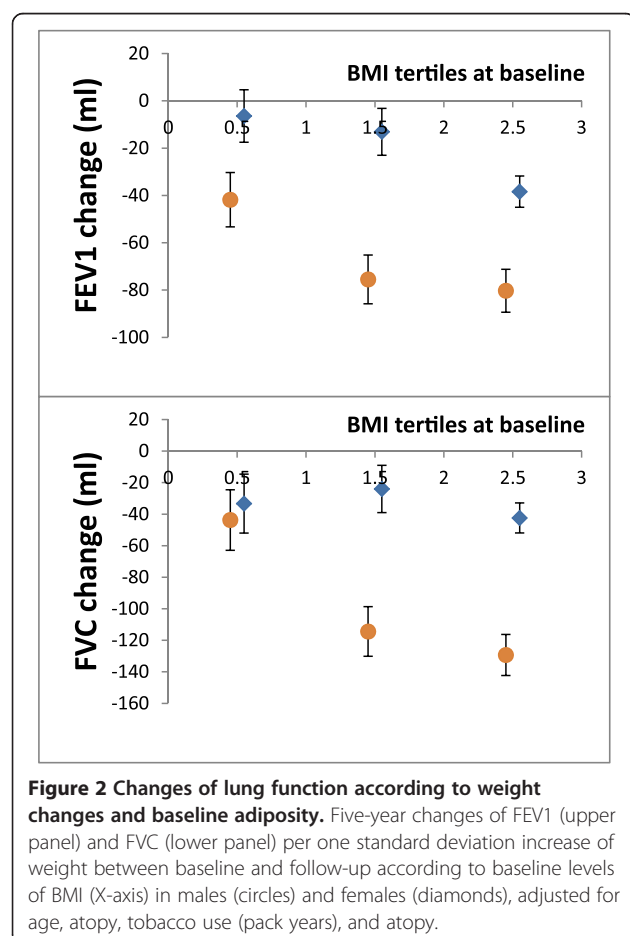 20
BMI tertiles at baseline
0
0 0.5 1 1.5 2 2.5 3
-20
-40
-60
-80
-100
FEV1 change (ml)
20
BMI tertiles at baseline
0
0 0.5 1 1.5 2 2.5 3
-20
-40
-60
-80
-100
-120
-140
-160
FVC change (ml)
Figure 2 Changes of lung function according to weight
changes and baseline adiposity. Five-year changes of FEV1 (upper
panel) and FVC (lower panel) per one standard deviation increase of
weight between baseline and follow-up according to baseline levels
of BMI (X-axis) in males (circles) and females (diamonds), adjusted for
age, atopy, tobacco use (pack years), and atopy.